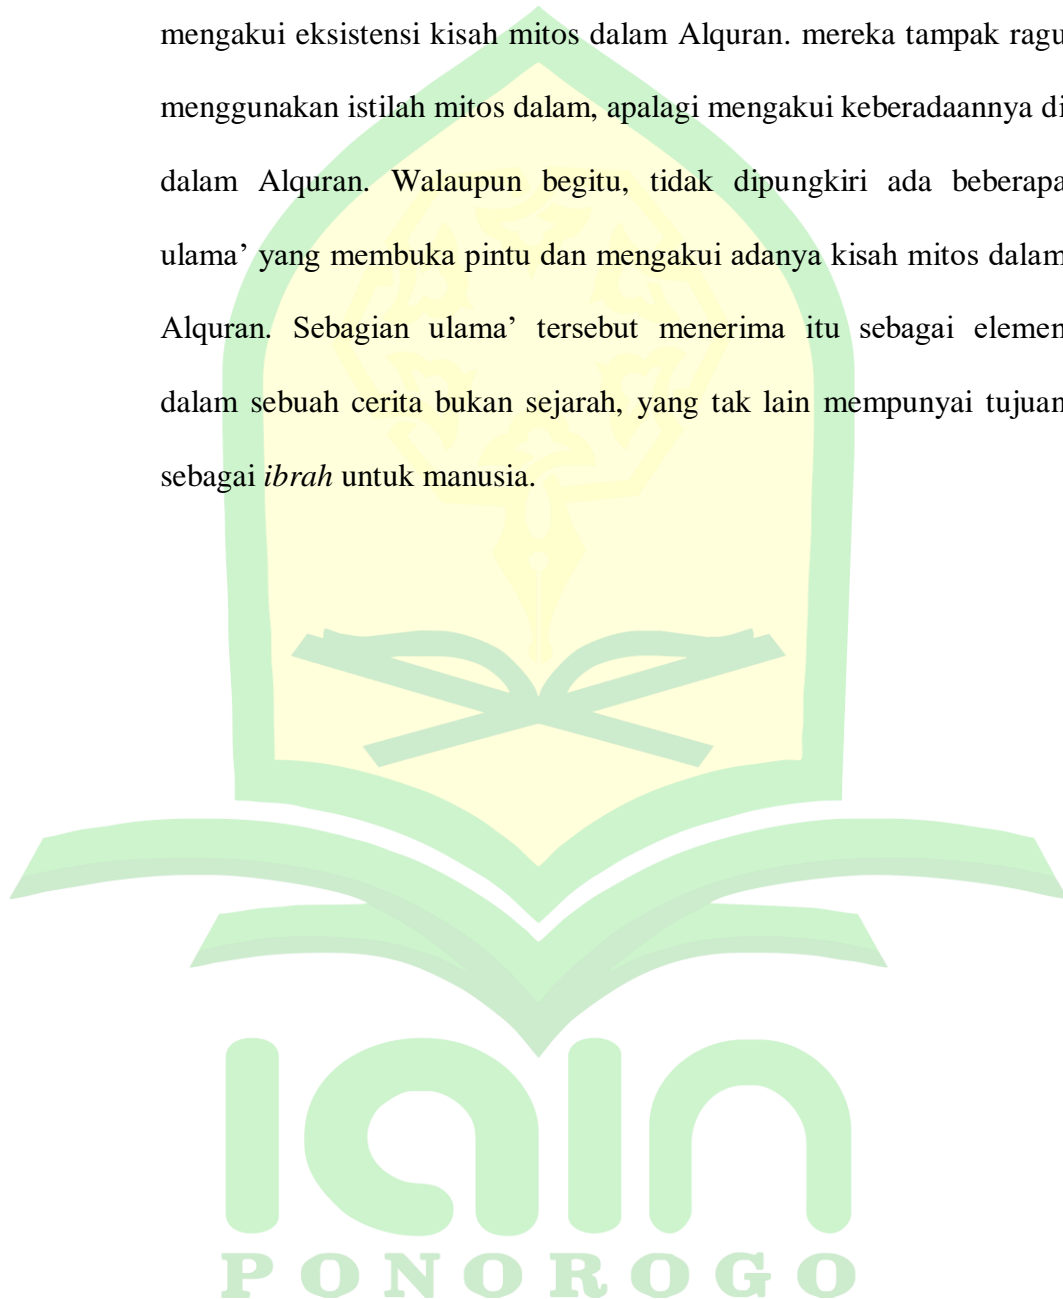 mengakui eksistensi kisah mitos dalam Alquran. mereka tampak ragu
menggunakan istilah mitos dalam, apalagi mengakui keberadaannya di
dalam Alquran. Walaupun begitu, tidak dipungkiri ada beberapa
ulama’ yang membuka pintu dan mengakui adanya kisah mitos dalam
Alquran. Sebagian ulama’ tersebut menerima itu sebagai elemen
dalam sebuah cerita bukan sejarah, yang tak lain mempunyai tujuan
sebagai ibrah untuk manusia.
iain
PONOROGO